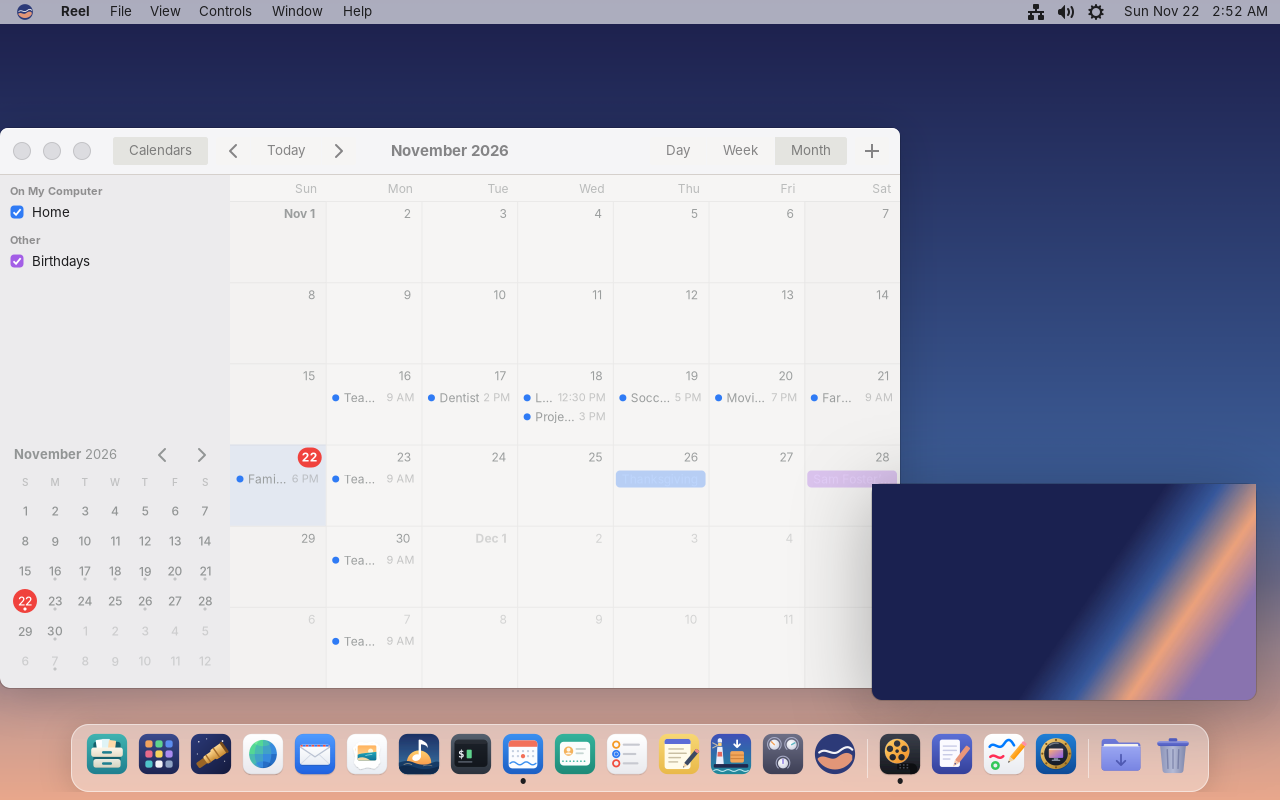 Reel File View Controls Window Help Sun Nov 22 2:52 AM
Calendars Today November 2026 Day Week Month
On My Computer
Home
Other
Birthdays
Sun Mon Tue Wed Thu Fri Sat
Nov 1 2 3 4 5 6 7
8 9 10 11 12 13 14
15 16 17 18 19 20 21
Tea... 9 AM Dentist 2 PM L... 12:30 PM Socc... 5 PM Movi... 7 PM Far... 9 AM
Proje... 3 PM
22 23 24 25 26 27 28
Fami... 6 PM Tea... 9 AM
29 30 Dec 1 2 3 4
Tea... 9 AM
6 7 8 9 10 11
Tea... 9 AM
November 2026
S M T W T F S
1 2 3 4 5 6 7
8 9 10 11 12 13 14
15 16 17 18 19 20 21
22 23 24 25 26 27 28
29 30 1 2 3 4 5
6 7 8 9 10 11 12
$